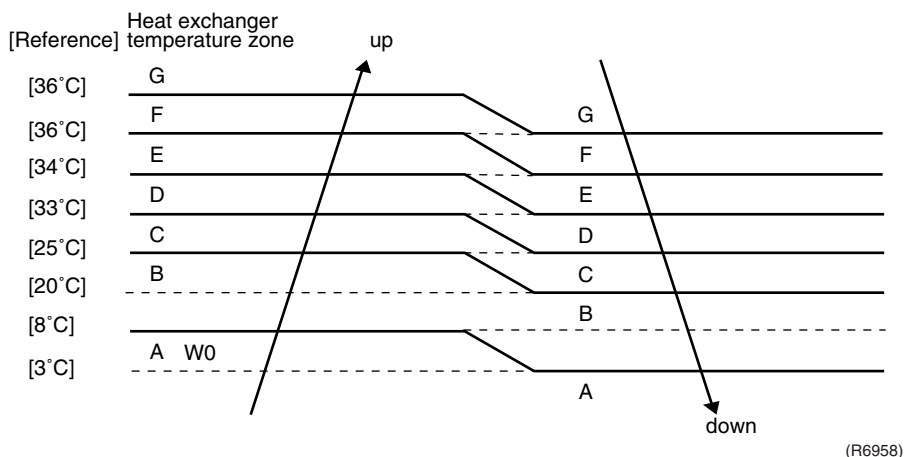 Heat exchanger
[Reference] temperature zone up
[36˚C] G
[36˚C] F G
[34˚C] E F
[33˚C] D E
[25˚C] C D
[20˚C] B C
[8˚C] B
[3˚C] A W0
A
down
(R6958)